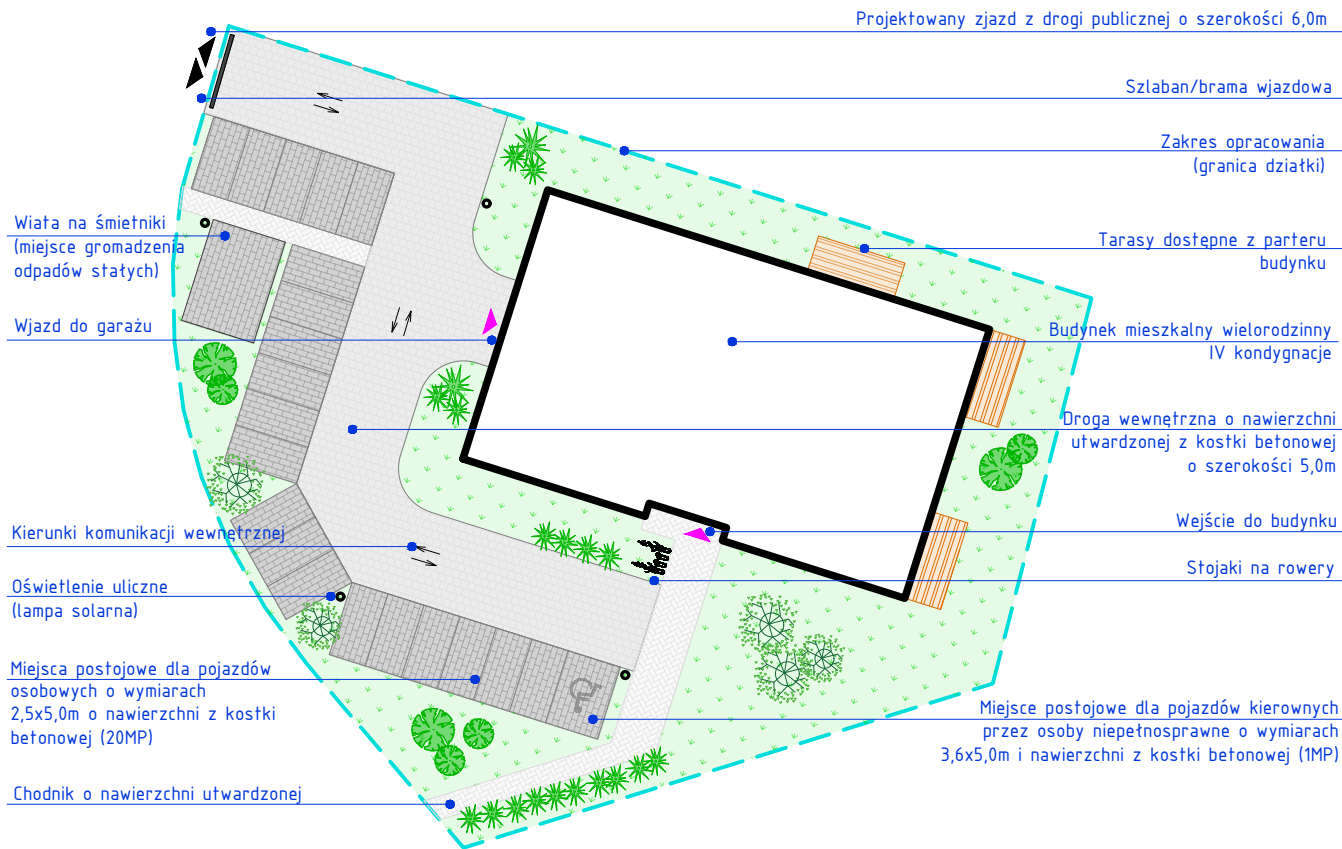 Projektowany zjazd z drogi publicznej o szerokości 6,0m
Szlaban/brama wjazdowa
Zakres opracowania
(granica działki)
Tarasy dostępne z parteru
budynku
Budynek mieszkalny wielorodzinny
IV kondygnacje
Droga wewnętrzna o nawierzchni
utwardzonej z kostki betonowej
o szerokości 5,0m
Wejście do budynku
Stojaki na rowery
Miejsce postojowe dla pojazdów kierownych
przez osoby niepełnosprawne o wymiarach
3,6x5,0m i nawierzchni z kostki betonowej (1MP)
Wiata na śmietniki
(miejsce gromadzenia
odpadów stałych)
Wjazd do garażu
Kierunki komunikacji wewnętrznej
Oświetlenie uliczne
(lampa solarna)
Miejsca postojowe dla pojazdów
osobowych o wymiarach
2,5x5,0m o nawierzchni z kostki
betonowej (20MP)
Chodnik o nawierzchni utwardzonej